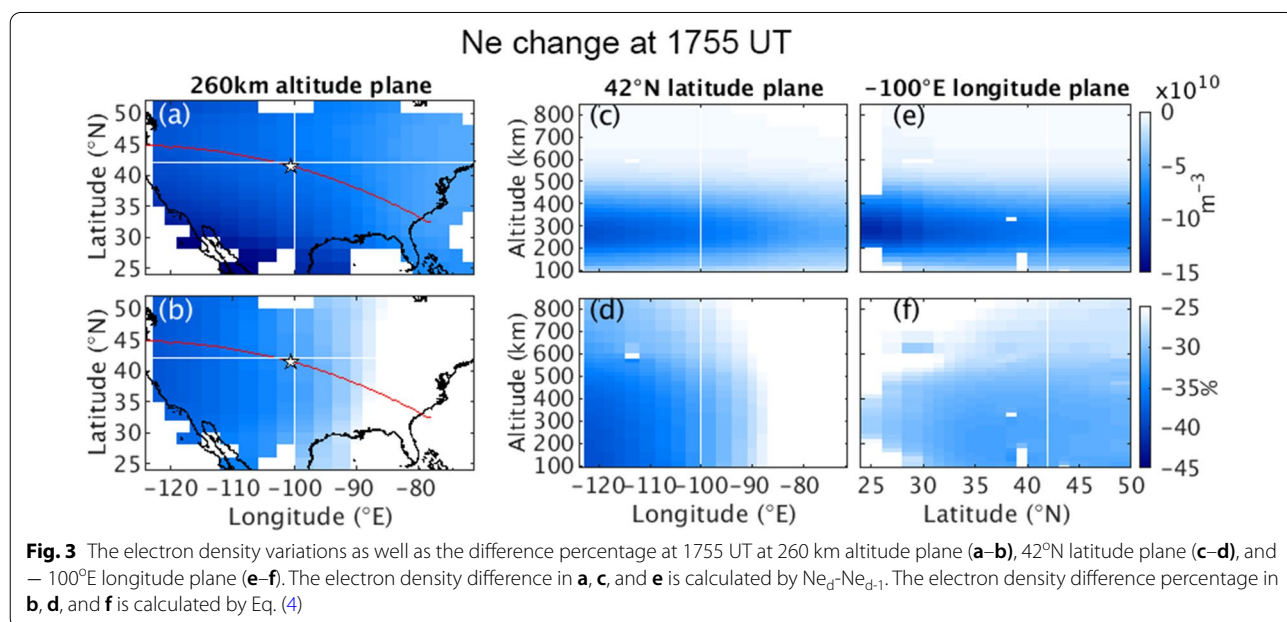 Ne change at 1755 UT
260km altitude plane
42°N latitude plane
-100°E longitude plane
x10^10
(a)
(c)
(e)
Latitude (°N)
50
45
40
35
30
25
Altitude (km)
800
700
600
500
400
300
200
100
0
-5
-10
-15
m^-3
(b)
(d)
(f)
Latitude (°N)
50
45
40
35
30
25
Altitude (km)
800
700
600
500
400
300
200
100
-25
-30
-35
-40
-45
%
-120 -110 -100 -90 -80
-120 -110 -100 -90 -80
25 30 35 40 45 50
Longitude (°E)
Longitude (°E)
Latitude (°N)
Fig. 3 The electron density variations as well as the difference percentage at 1755 UT at 260 km altitude plane (a–b), 42°N latitude plane (c–d), and
− 100°E longitude plane (e–f). The electron density difference in a, c, and e is calculated by Ne_d-Ne_d-1. The electron density difference percentage in
b, d, and f is calculated by Eq. (4)